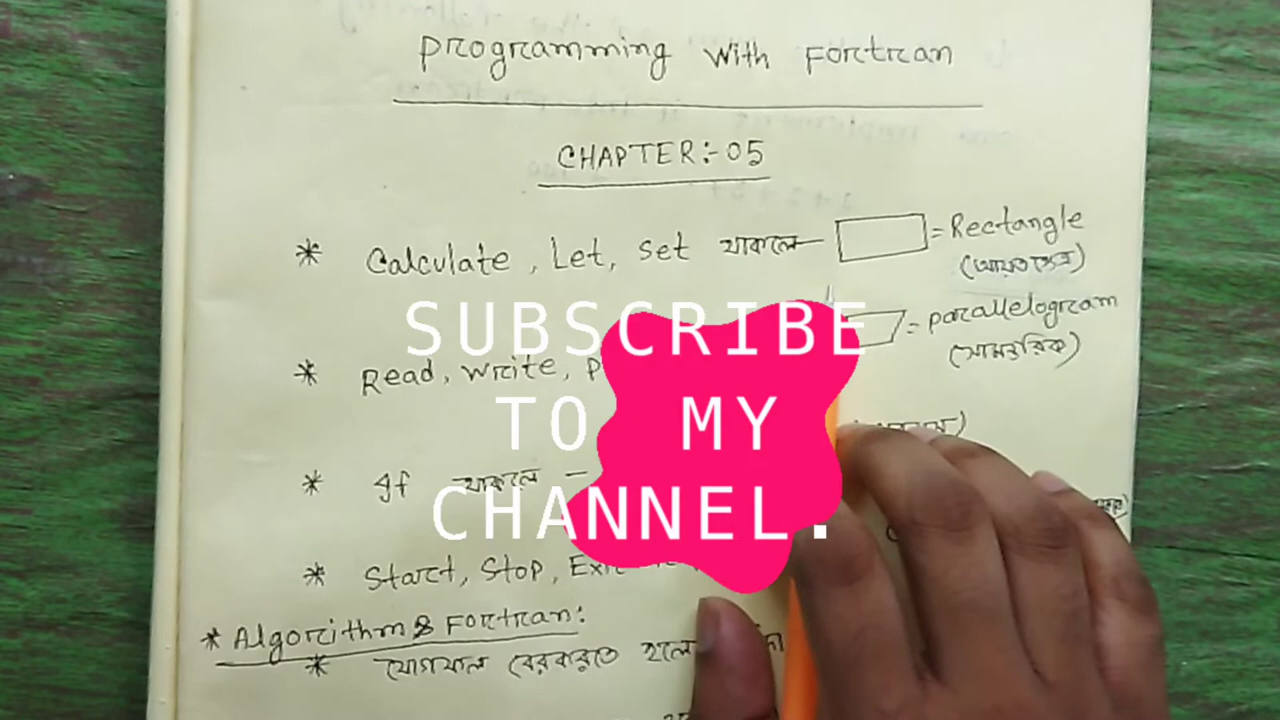 Programming With Fortran
CHAPTER:-05
* Calculate, Let, Set থাকলে— = Rectangle
(আয়তক্ষেত্র)
SUBSCRIBE
TO MY
CHANNEL.
* Read, Write, = parallelogram
(সামন্তরিক)
* If থাকলে –
* Start, Stop,
* Algorithm & Fortran:
* যোগফল বেরকরতে হলে